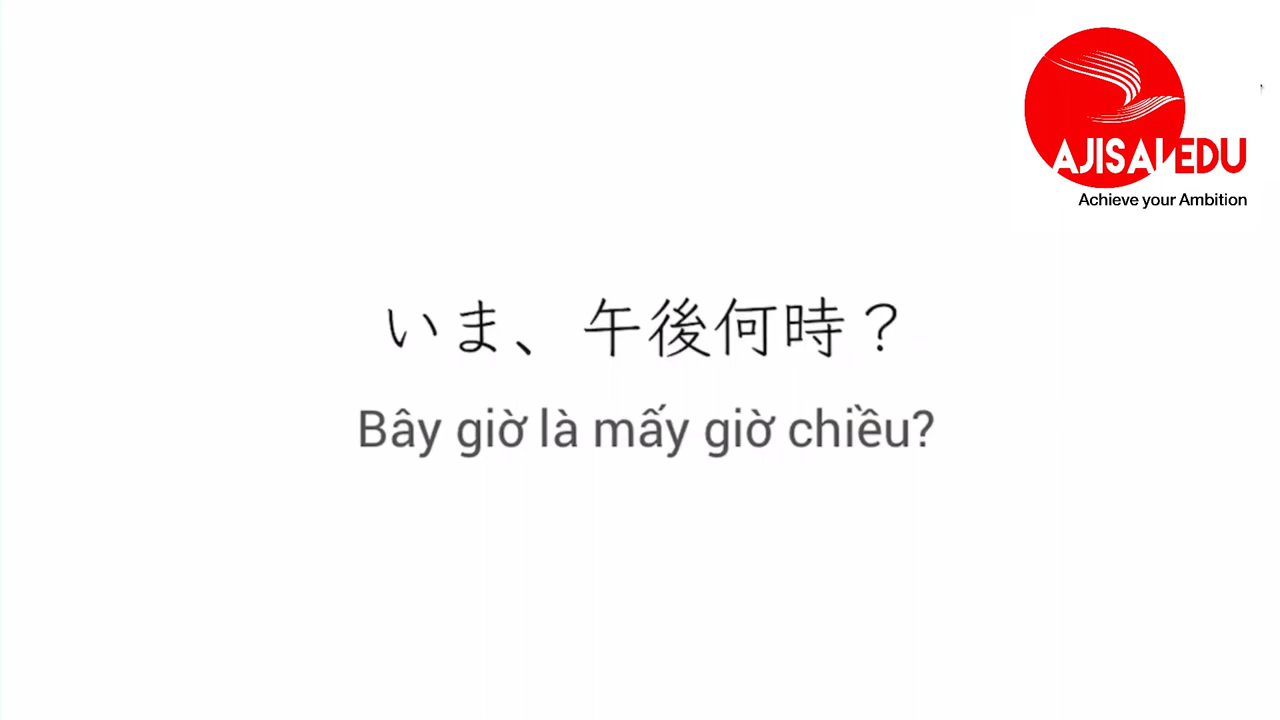 AJISAI EDU
Achieve your Ambition
いま、午後何時？
Bây giờ là mấy giờ chiều?